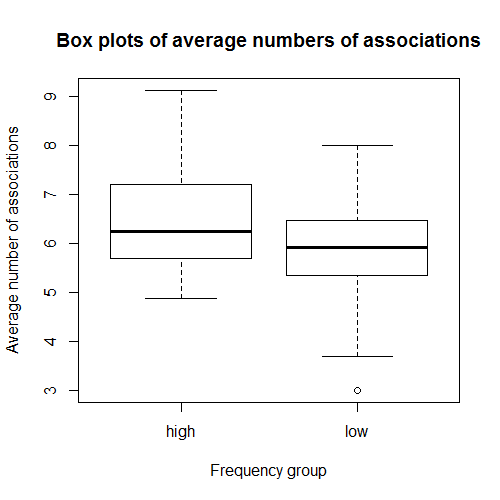 Box plots of average numbers of associations
Average number of associations
9
8
7
6
5
4
3
high low
Frequency group